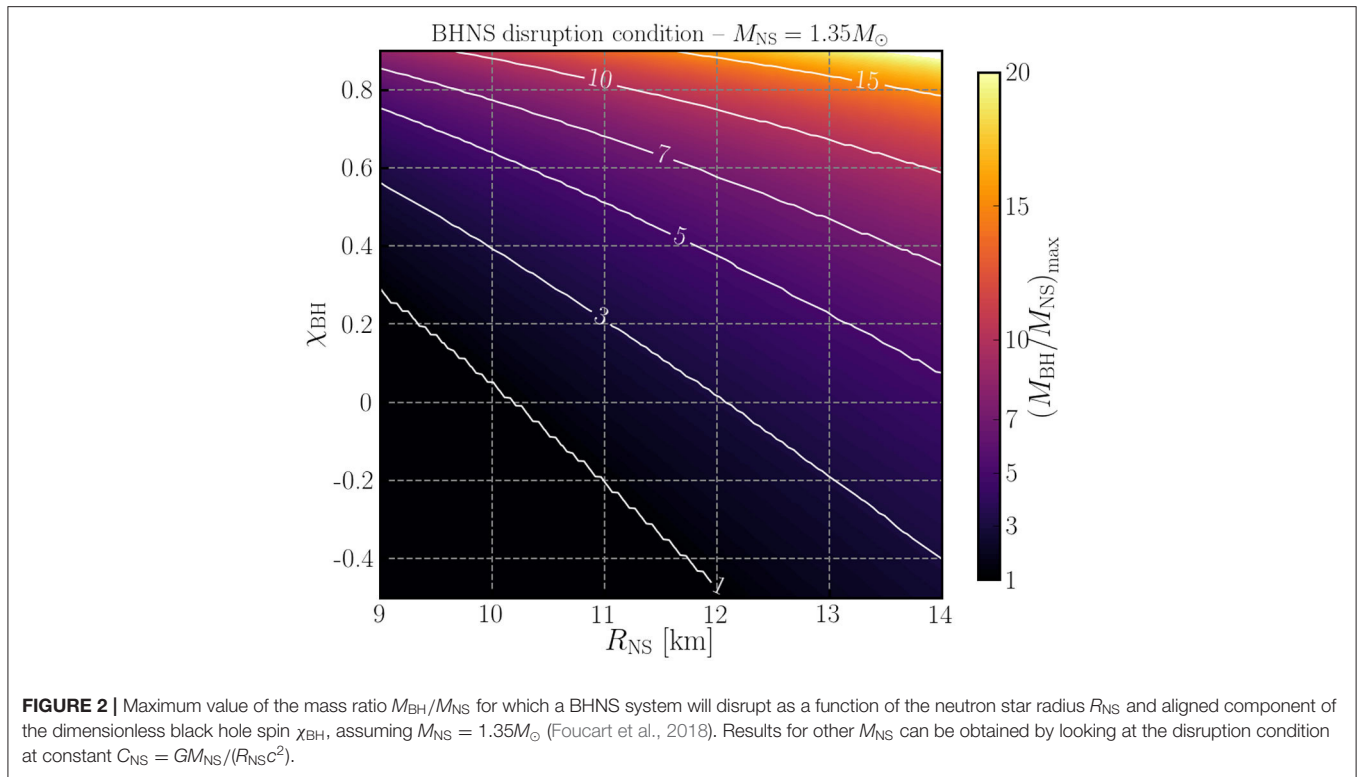 BHNS disruption condition – M_NS = 1.35M_⊙
χ_BH
0.8
0.6
0.4
0.2
0
-0.2
-0.4
10
15
7
5
3
1
9 10 11 12 13 14
R_NS [km]
20
15
10
7
5
3
1
(M_BH/M_NS)_max
FIGURE 2 | Maximum value of the mass ratio M_BH/M_NS for which a BHNS system will disrupt as a function of the neutron star radius R_NS and aligned component of
the dimensionless black hole spin χ_BH, assuming M_NS = 1.35M_⊙ (Foucart et al., 2018). Results for other M_NS can be obtained by looking at the disruption condition
at constant C_NS = GM_NS/(R_NSc²).